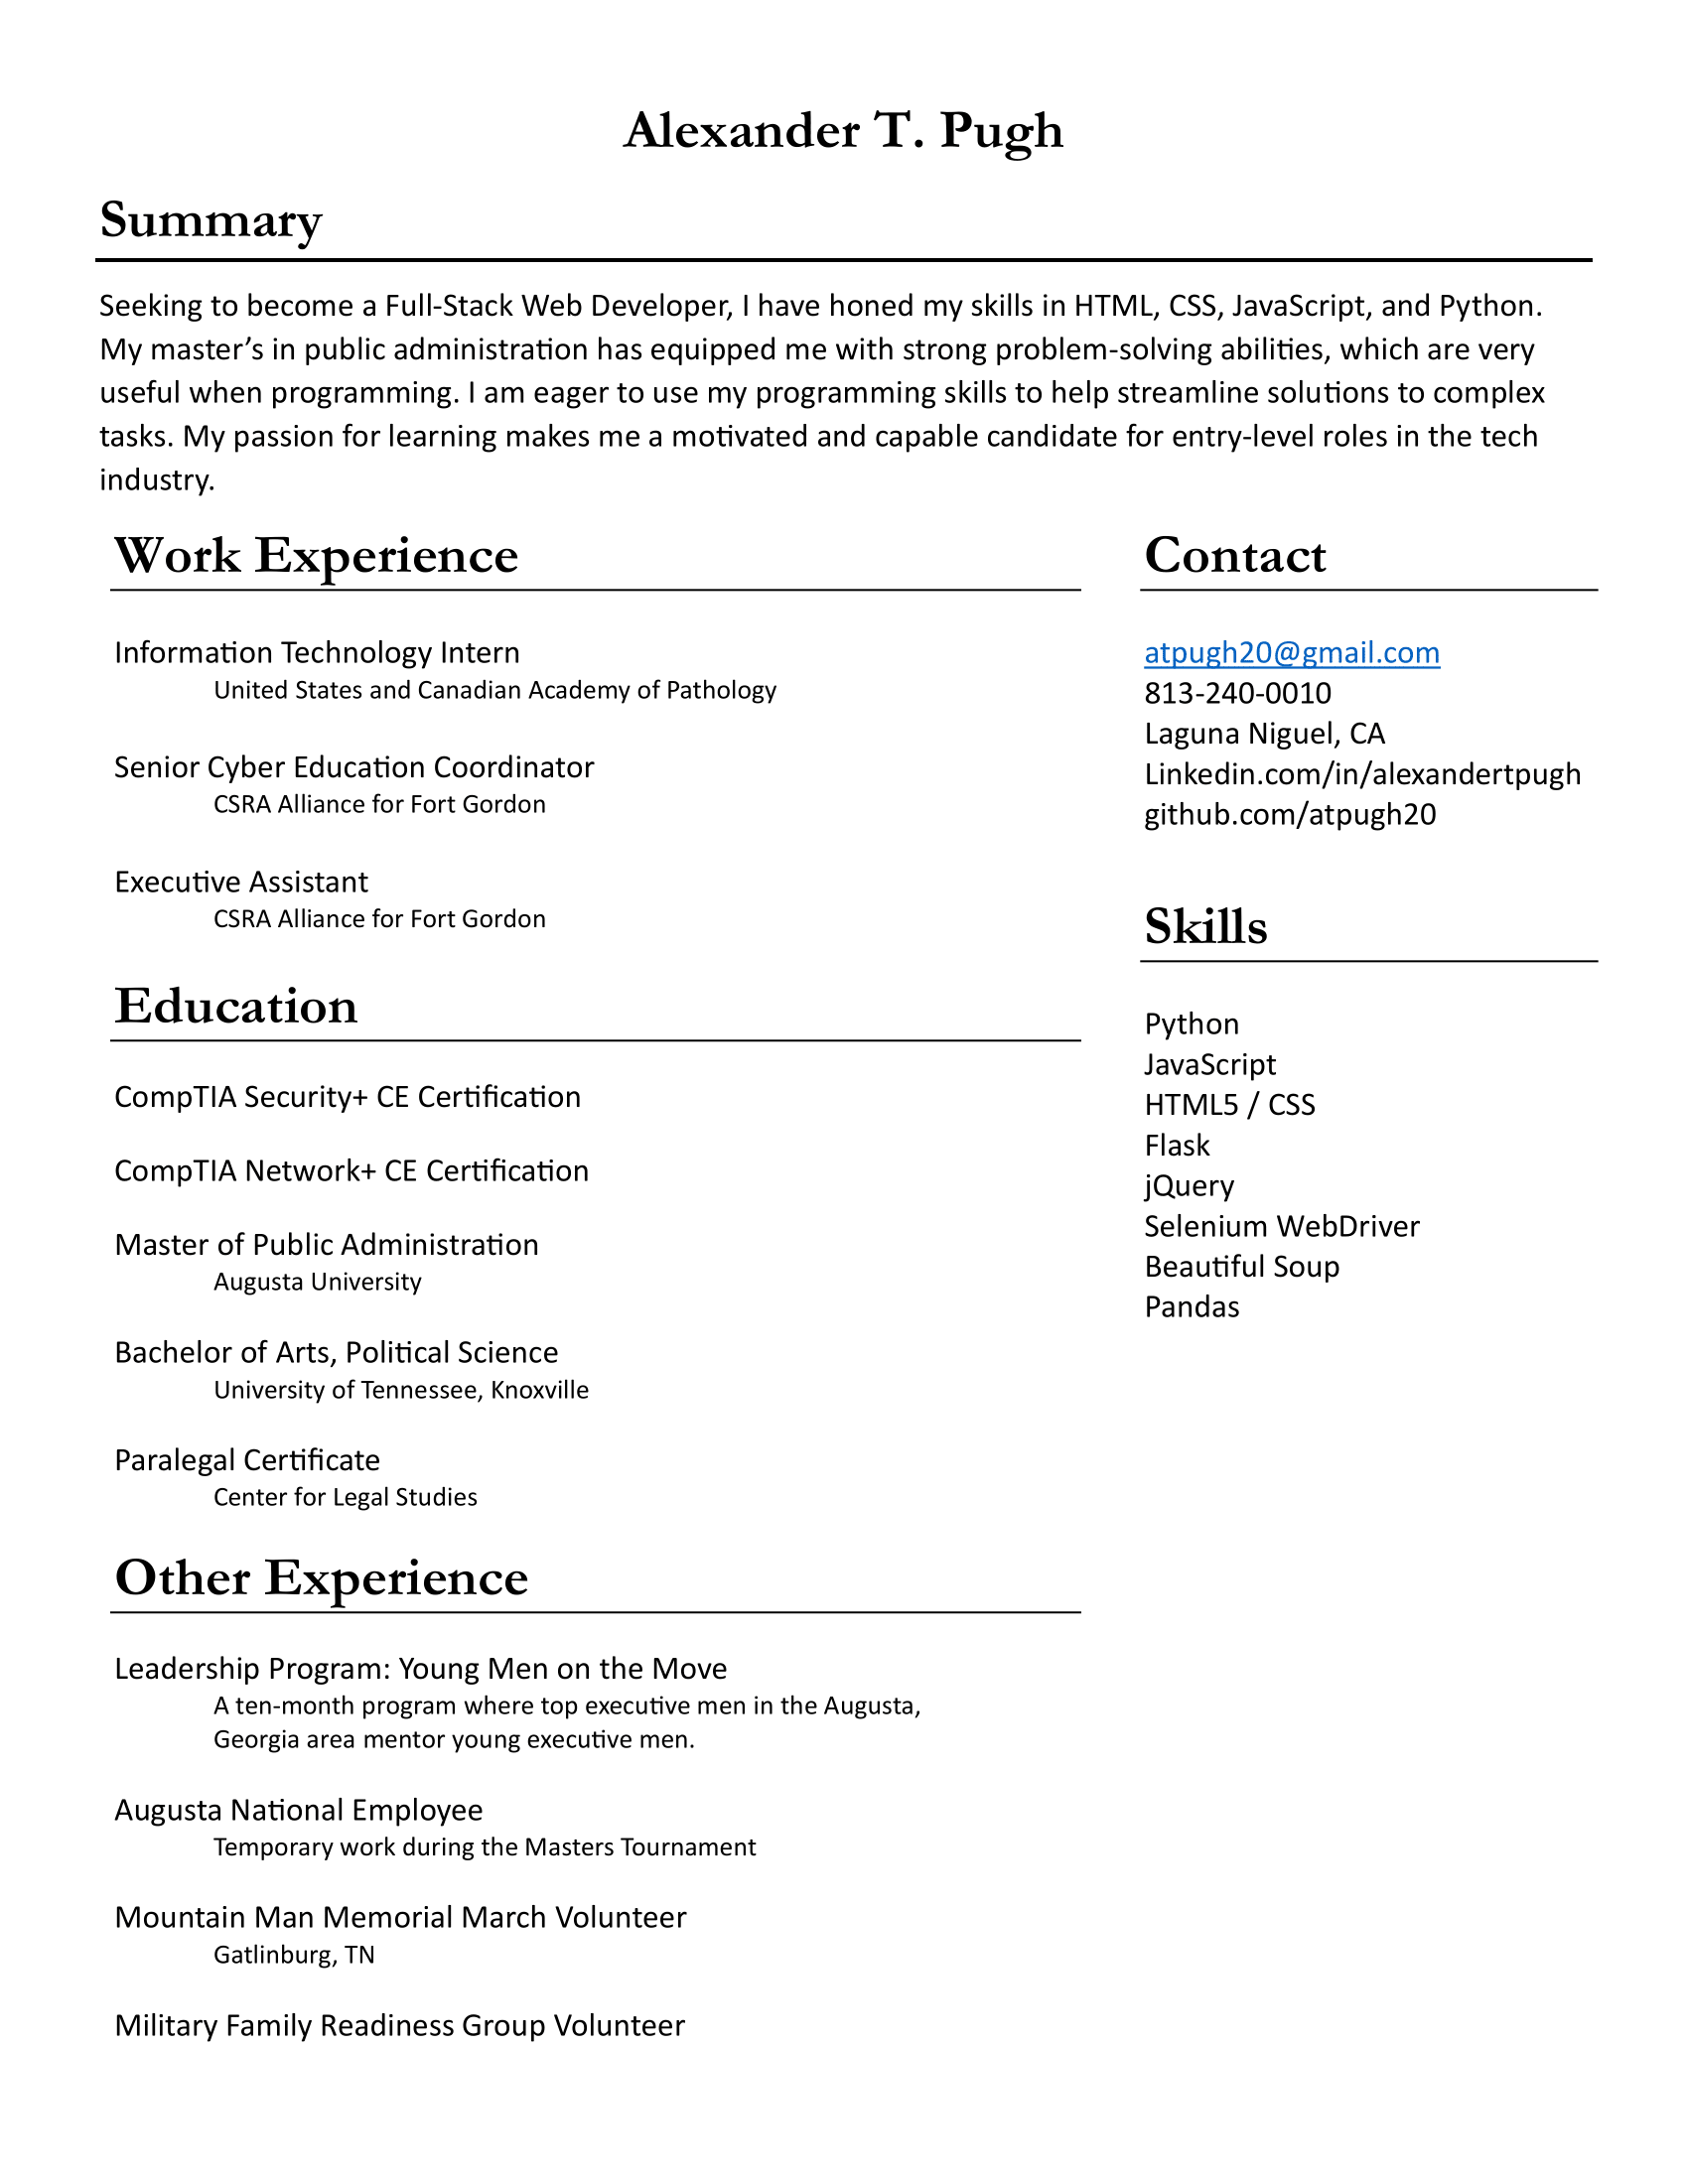 Alexander T. Pugh
Summary
Seeking to become a Full-Stack Web Developer, I have honed my skills in HTML, CSS, JavaScript, and Python.
My master’s in public administration has equipped me with strong problem-solving abilities, which are very
useful when programming. I am eager to use my programming skills to help streamline solutions to complex
tasks. My passion for learning makes me a motivated and capable candidate for entry-level roles in the tech
industry.
Work Experience
Information Technology Intern
United States and Canadian Academy of Pathology
Senior Cyber Education Coordinator
CSRA Alliance for Fort Gordon
Executive Assistant
CSRA Alliance for Fort Gordon
Education
CompTIA Security+ CE Certification
CompTIA Network+ CE Certification
Master of Public Administration
Augusta University
Bachelor of Arts, Political Science
University of Tennessee, Knoxville
Paralegal Certificate
Center for Legal Studies
Other Experience
Leadership Program: Young Men on the Move
A ten-month program where top executive men in the Augusta,
Georgia area mentor young executive men.
Augusta National Employee
Temporary work during the Masters Tournament
Mountain Man Memorial March Volunteer
Gatlinburg, TN
Military Family Readiness Group Volunteer
Contact
atpugh20@gmail.com
813-240-0010
Laguna Niguel, CA
Linkedin.com/in/alexandertpugh
github.com/atpugh20
Skills
Python
JavaScript
HTML5 / CSS
Flask
jQuery
Selenium WebDriver
Beautiful Soup
Pandas